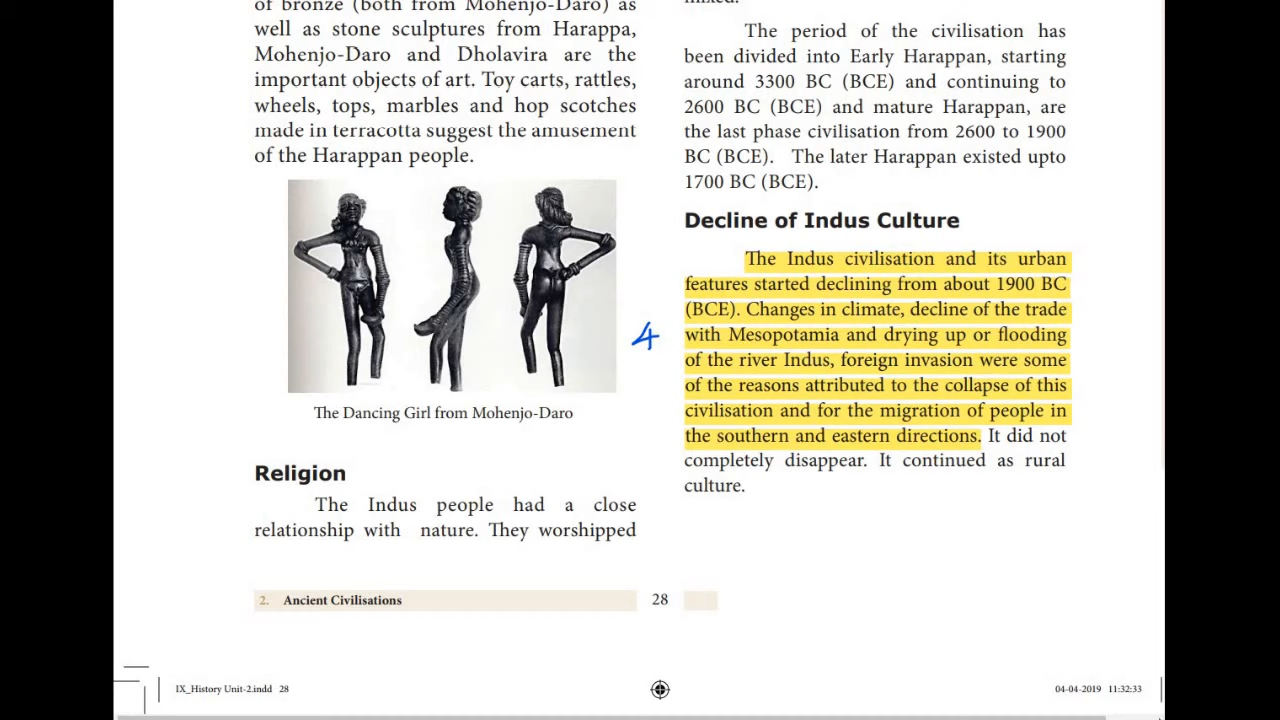 of bronze (both from Mohenjo-Daro) as
well as stone sculptures from Harappa,
Mohenjo-Daro and Dholavira are the
important objects of art. Toy carts, rattles,
wheels, tops, marbles and hop scotches
made in terracotta suggest the amusement
of the Harappan people.
The Dancing Girl from Mohenjo-Daro
Religion
The Indus people had a close
relationship with nature. They worshipped
mixed.
The period of the civilisation has
been divided into Early Harappan, starting
around 3300 BC (BCE) and continuing to
2600 BC (BCE) and mature Harappan, are
the last phase civilisation from 2600 to 1900
BC (BCE). The later Harappan existed upto
1700 BC (BCE).
Decline of Indus Culture
4
The Indus civilisation and its urban
features started declining from about 1900 BC
(BCE). Changes in climate, decline of the trade
with Mesopotamia and drying up or flooding
of the river Indus, foreign invasion were some
of the reasons attributed to the collapse of this
civilisation and for the migration of people in
the southern and eastern directions. It did not
completely disappear. It continued as rural
culture.
2. Ancient Civilisations
28
IX_History Unit-2.indd 28
04-04-2019 11:32:33